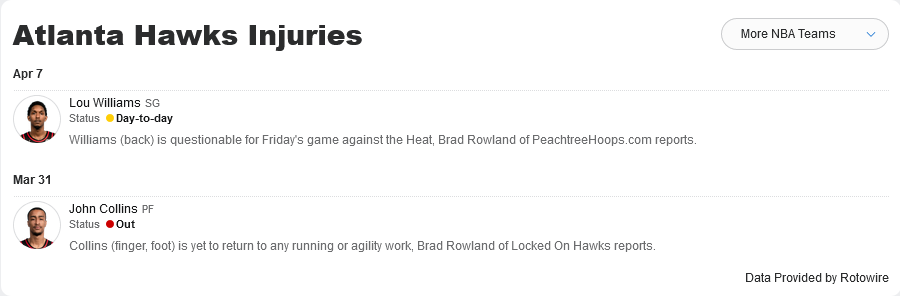 Atlanta Hawks Injuries
More NBA Teams
Apr 7
Lou Williams SG
Status Day-to-day
Williams (back) is questionable for Friday's game against the Heat, Brad Rowland of PeachtreeHoops.com reports.
Mar 31
John Collins PF
Status Out
Collins (finger, foot) is yet to return to any running or agility work, Brad Rowland of Locked On Hawks reports.
Data Provided by Rotowire